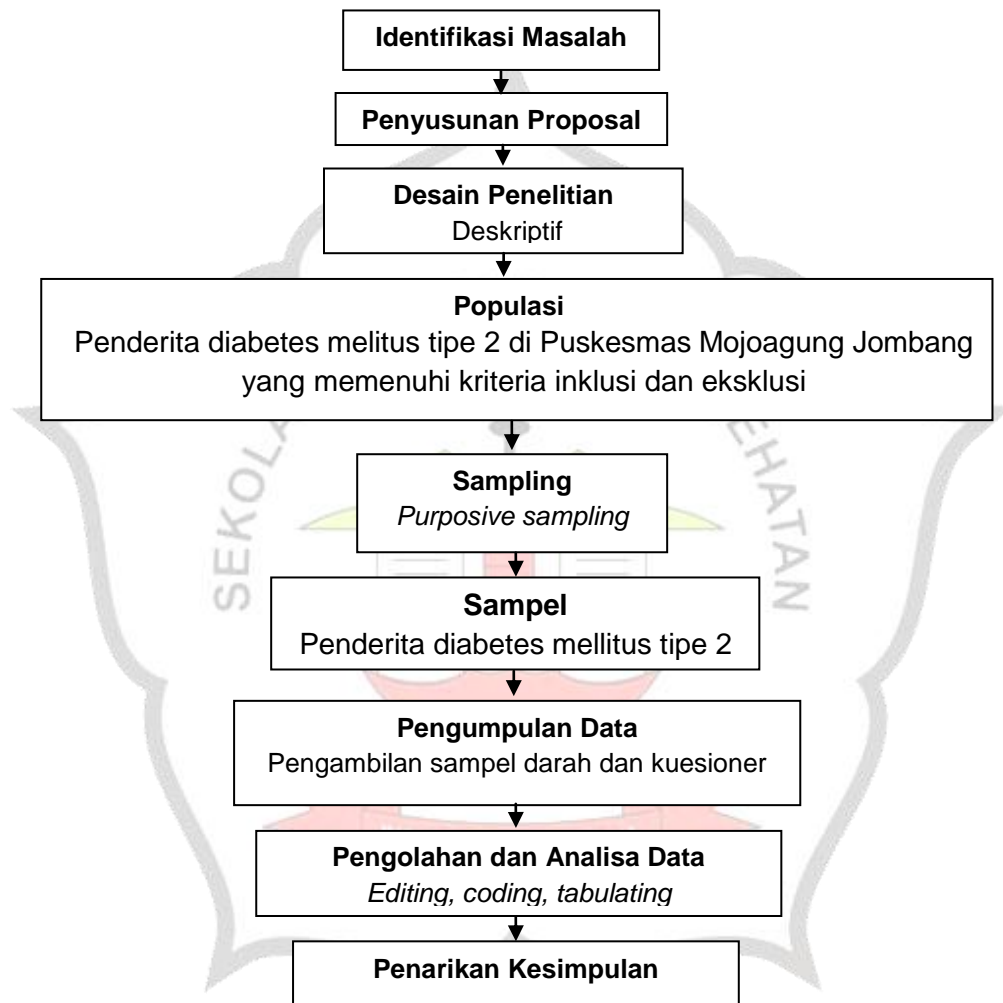 Identifikasi Masalah
Penyusunan Proposal
Desain Penelitian
Deskriptif
Populasi
Penderita diabetes melitus tipe 2 di Puskesmas Mojoagung Jombang
yang memenuhi kriteria inklusi dan eksklusi
Sampling
Purposive sampling
Sampel
Penderita diabetes mellitus tipe 2
Pengumpulan Data
Pengambilan sampel darah dan kuesioner
Pengolahan dan Analisa Data
Editing, coding, tabulating
Penarikan Kesimpulan